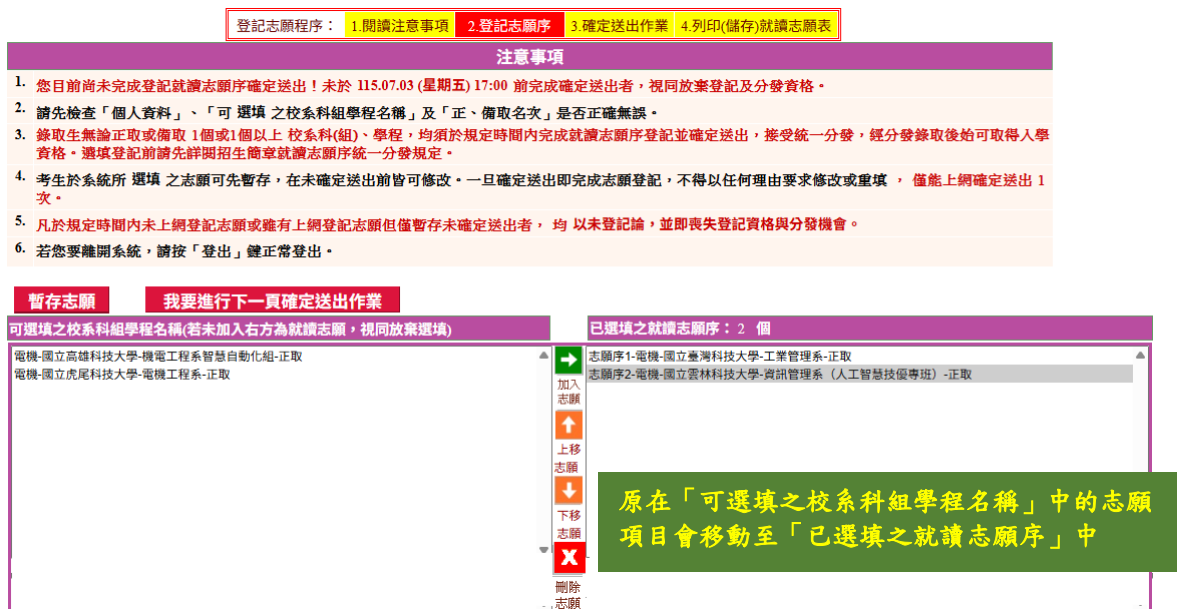 登記志願程序： 1.閱讀注意事項 2.登記志願序 3.確定送出作業 4.列印(儲存)就讀志願表
注意事項
1. 您目前尚未完成登記就讀志願序確定送出！未於 115.07.03 (星期五) 17:00 前完成確定送出者，視同放棄登記及分發資格。
2. 請先檢查「個人資料」、「可 選填 之校系科組學程名稱」及「正、備取名次」是否正確無誤。
3. 錄取生無論正取或備取 1個或1個以上 校系科(組)、學程，均須於規定時間內完成就讀志願序登記並確定送出，接受統一分發，經分發錄取後始可取得入學
資格。選填登記前請先詳閱招生簡章就讀志願序統一分發規定。
4. 考生於系統所 選填 之志願可先暫存，在未確定送出前皆可修改。一旦確定送出即完成志願登記，不得以任何理由要求修改或重填 ， 僅能上網確定送出 1
次。
5. 凡於規定時間內未上網登記志願或雖有上網登記志願但僅暫存未確定送出者， 均 以未登記論，並即喪失登記資格與分發機會。
6. 若您要離開系統，請按「登出」鍵正常登出。
暫存志願 我要進行下一頁確定送出作業
可選填之校系科組學程名稱(若未加入右方為就讀志願，視同放棄選填)
電機-國立高雄科技大學-機電工程系智慧自動化組-正取
電機-國立虎尾科技大學-電機工程系-正取
加入
志願
上移
志願
下移
志願
X
刪除
志願
已選填之就讀志願序：2 個
志願序1-電機-國立臺灣科技大學-工業管理系-正取
志願序2-電機-國立雲林科技大學-資訊管理系（人工智慧技優專班）-正取
原在「可選填之校系科組學程名稱」中的志願
項目會移動至「已選填之就讀志願序」中